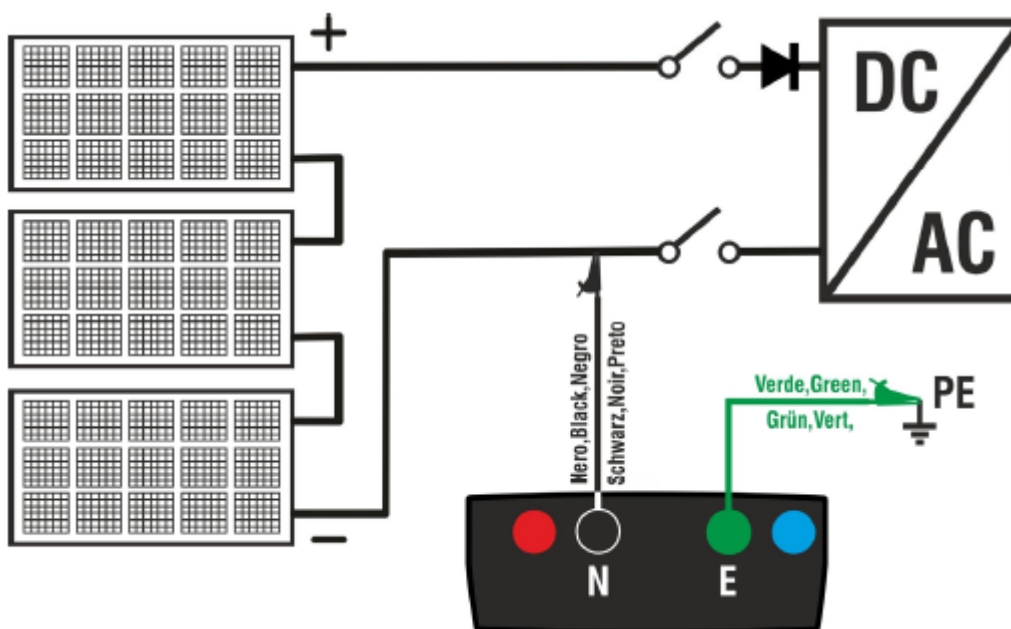 +
DC
AC
Nero,Black,Negro
Schwarz,Noir,Preto
Verde,Green,
Grün,Vert,
PE
−
N
E